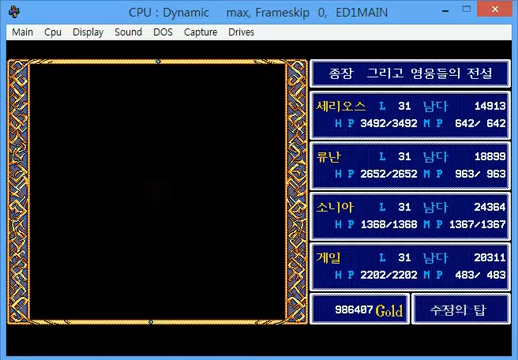 CPU : Dynamic max, Frameskip 0, ED1MAIN
Main Cpu Display Sound DOS Capture Drives
종장 그리고 영웅들의 전설
세리오스 L 31 남다 14913
H P 3492/3492 M P 642/ 642
류난 L 31 남다 18899
H P 2652/2652 M P 963/ 963
소니아 L 31 남다 24364
H P 1368/1368 M P 1367/1367
게일 L 31 남다 20311
H P 2202/2202 M P 483/ 483
986487 Gold 수정의 탑